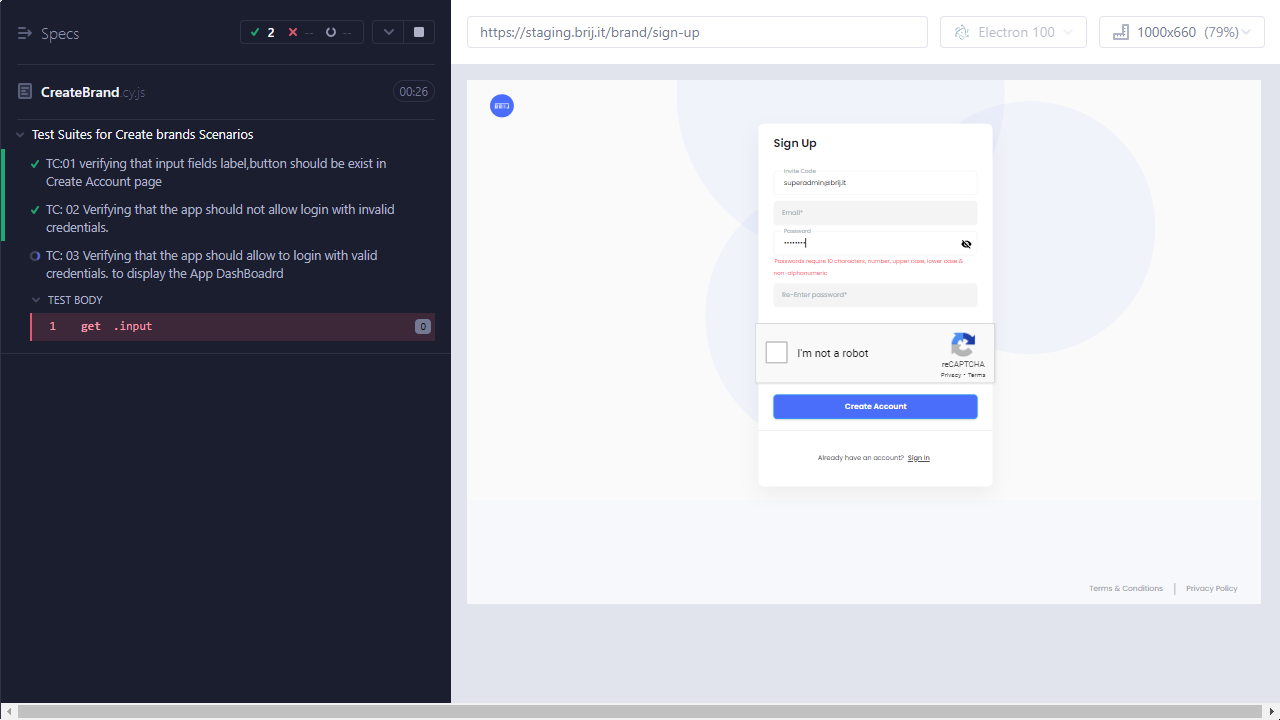 Specs
2
--
--
CreateBrand.cy.js
00:26
Test Suites for Create brands Scenarios
TC:01 verifying that input fields label,button should be exist in
Create Account page
TC: 02 Verifying that the app should not allow login with invalid
credentials.
TC: 03 Verifying that the app should allow to login with valid
credentials. to display the App DashBoadrd
TEST BODY
1 get .input 0
https://staging.brij.it/brand/sign-up
Electron 100
1000x660 (79%)
BRIJ
Sign Up
Invite Code
superadmin@brij.it
Email*
Password
Passwords require 10 characters, number, upper case, lower case &
non-alphanumeric
Re-Enter password*
I'm not a robot
reCAPTCHA
Privacy - Terms
Create Account
Already have an account? Sign In
Terms & Conditions | Privacy Policy